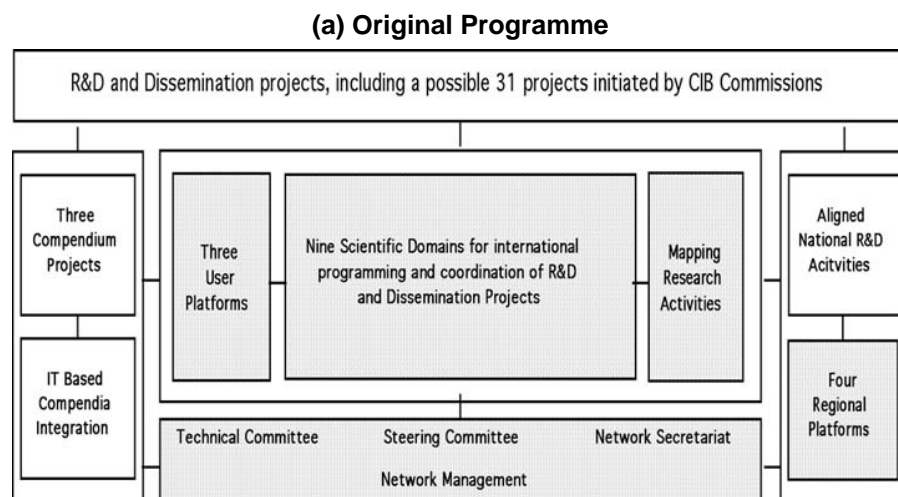 (a) Original Programme
R&D and Dissemination projects, including a possible 31 projects initiated by CIB Commissions
Three
Compendium
Projects
IT Based
Compendia
Integration
Three
User
Platforms
Nine Scientific Domains for international
programming and coordination of R&D
and Dissemination Projects
Mapping
Research
Activities
Aligned
National R&D
Acitvities
Four
Regional
Platforms
Technical Committee
Steering Committee
Network Secretariat
Network Management